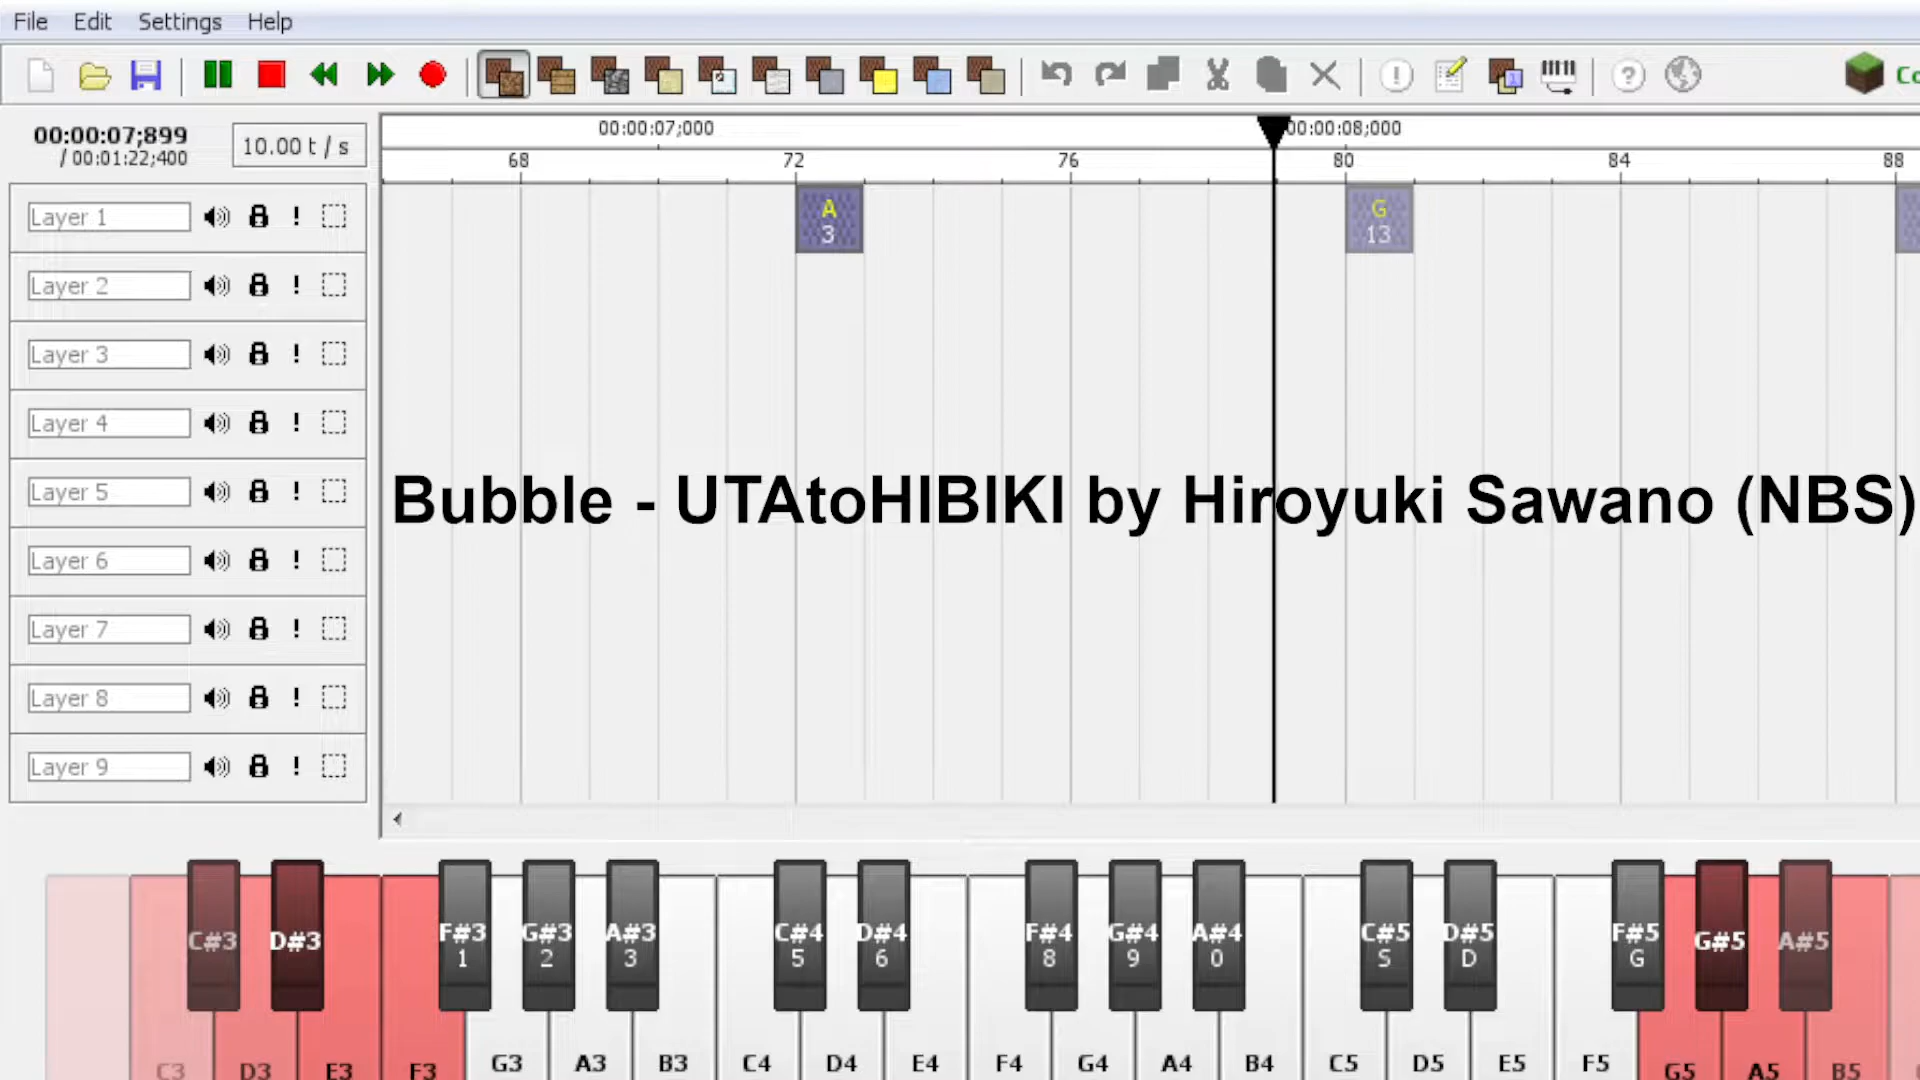 File Edit Settings Help
Co
00:00:07;899
/ 00:01:22;400
10.00 t / s
00:00:07;000 00:00:08;000
68 72 76 80 84 88
Layer 1
A
3
G
13
Layer 2
Layer 3
Layer 4
Layer 5
Bubble - UTAtoHIBIKI by Hiroyuki Sawano (NBS)
Layer 6
Layer 7
Layer 8
Layer 9
C#3 D#3 F#3 G#3 A#3 C#4 D#4 F#4 G#4 A#4 C#5 D#5 F#5 G#5 A#5
1 2 3 5 6 8 9 0 S D G
C3 D3 E3 F3 G3 A3 B3 C4 D4 E4 F4 G4 A4 B4 C5 D5 E5 F5 G5 A5 B5